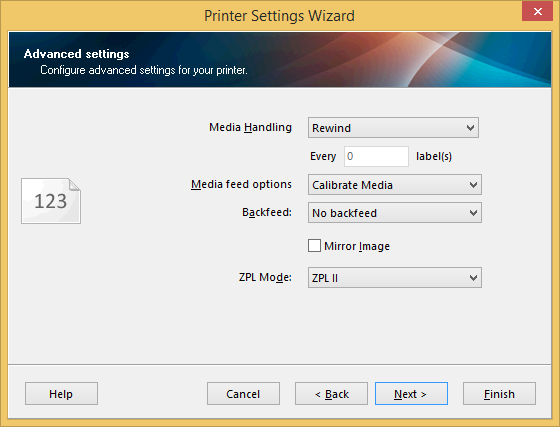 Printer Settings Wizard
Advanced settings
Configure advanced settings for your printer.
Media Handling Rewind
Every 0 label(s)
123
Media feed options Calibrate Media
Backfeed: No backfeed
Mirror Image
ZPL Mode: ZPL II
Help Cancel < Back Next > Finish